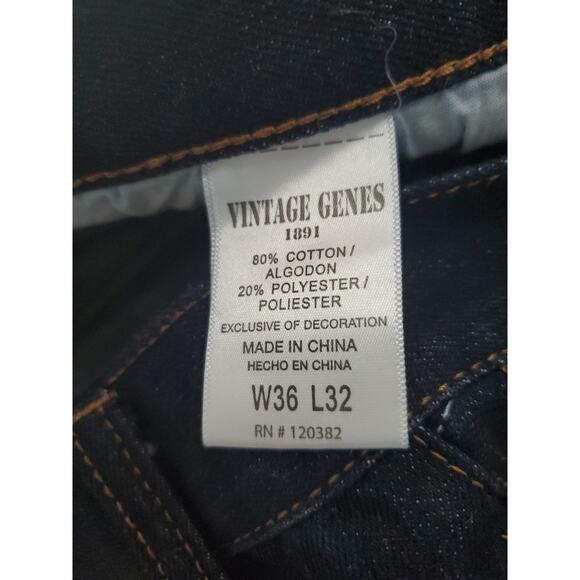 VINTAGE GENES
1891
80% COTTON/
ALGODON
20% POLYESTER/
POLIESTER
EXCLUSIVE OF DECORATION
MADE IN CHINA
HECHO EN CHINA
W36 L32
RN # 120382